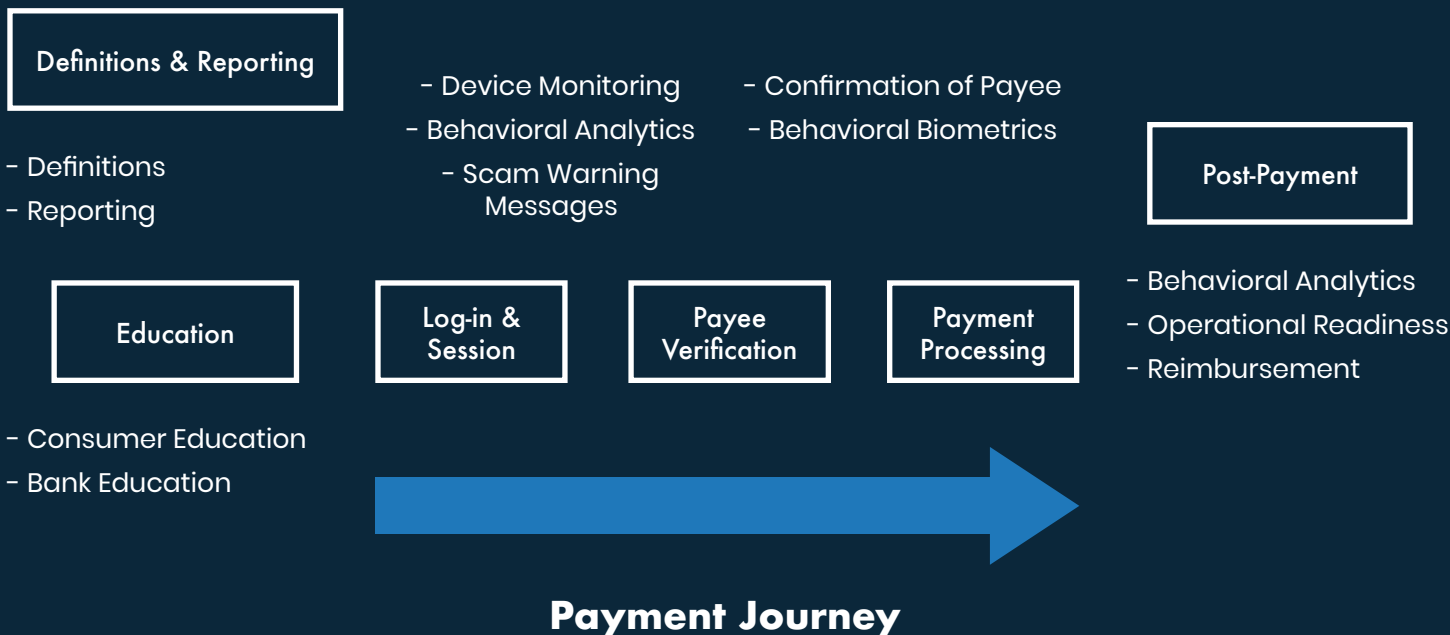 Definitions & Reporting
- Definitions
- Reporting
Education
- Consumer Education
- Bank Education
- Device Monitoring
- Behavioral Analytics
- Scam Warning
Messages
Log-in &
Session
- Confirmation of Payee
- Behavioral Biometrics
Payee
Verification
Payment
Processing
Post-Payment
- Behavioral Analytics
- Operational Readiness
- Reimbursement
Payment Journey